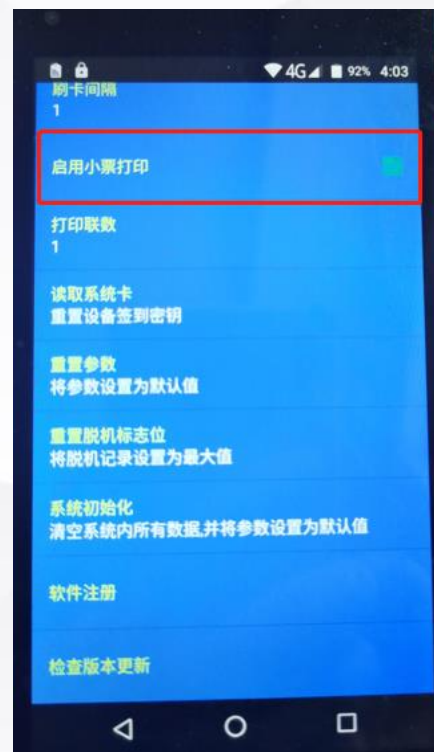 4G 92% 4:03
刷卡间隔
1
启用小票打印
打印联数
1
读取系统卡
重置设备签到密钥
重置参数
将参数设置为默认值
重置脱机标志位
将脱机记录设置为最大值
系统初始化
清空系统内所有数据,并将参数设置为默认值
软件注册
检查版本更新